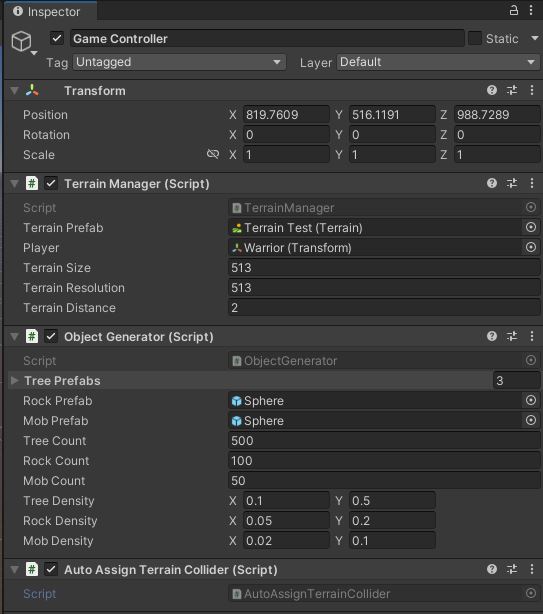 Inspector
Game Controller Static
Tag Untagged Layer Default
Transform
Position X 819.7609 Y 516.1191 Z 988.7289
Rotation X 0 Y 0 Z 0
Scale X 1 Y 1 Z 1
Terrain Manager (Script)
Script TerrainManager
Terrain Prefab Terrain Test (Terrain)
Player Warrior (Transform)
Terrain Size 513
Terrain Resolution 513
Terrain Distance 2
Object Generator (Script)
Script ObjectGenerator
Tree Prefabs 3
Rock Prefab Sphere
Mob Prefab Sphere
Tree Count 500
Rock Count 100
Mob Count 50
Tree Density X 0.1 Y 0.5
Rock Density X 0.05 Y 0.2
Mob Density X 0.02 Y 0.1
Auto Assign Terrain Collider (Script)
Script AutoAssignTerrainCollider